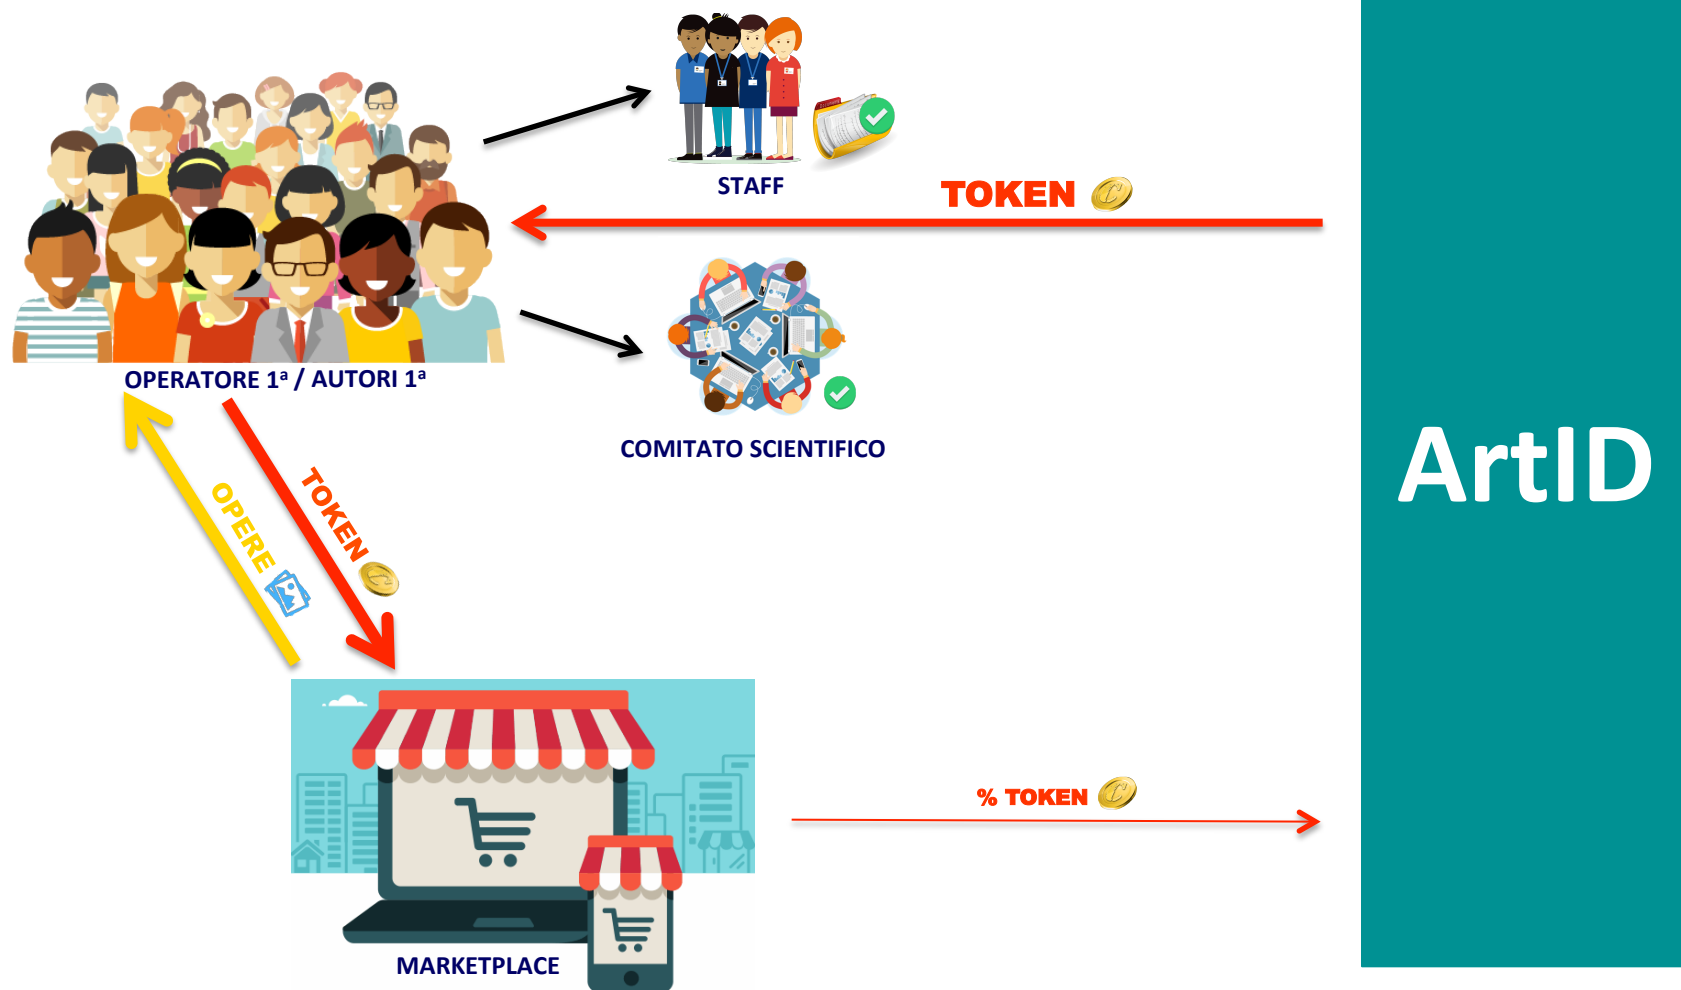 STAFF
TOKEN
OPERATORE 1ª / AUTORI 1ª
COMITATO SCIENTIFICO
ArtID
OPERE
TOKEN
% TOKEN
MARKETPLACE